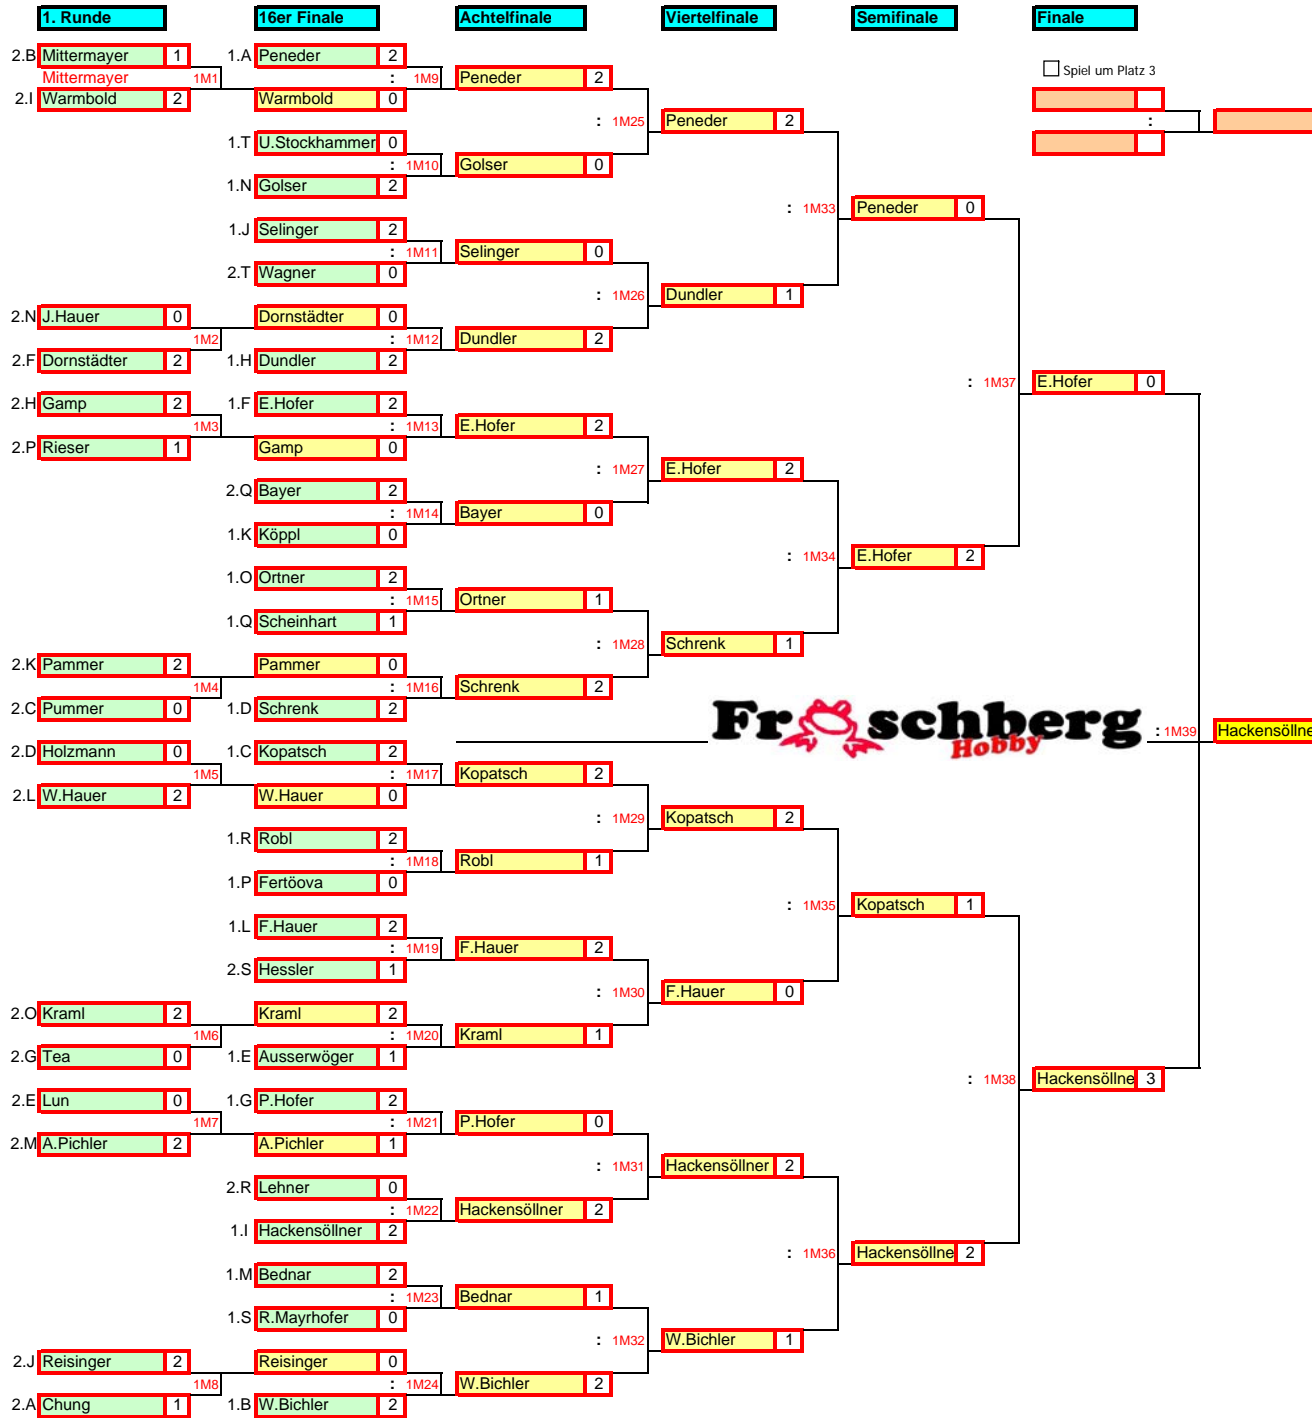 1. Runde 16er Finale Achtelfinale Viertelfinale Semifinale Finale
2.B Mittermayer 1 1.A Peneder 2
Spiel um Platz 3
Mittermayer 1M1 : 1M9 Peneder 2
2.I Warmbold 2 Warmbold 0
: 1M25 Peneder 2 :
1.T U.Stockhammer 0
: 1M10 Golser 0
1.N Golser 2
: 1M33 Peneder 0
1.J Selinger 2
: 1M11 Selinger 0
2.T Wagner 0
: 1M26 Dundler 1
2.N J.Hauer 0 Dornstädter 0
1M2 : 1M12 Dundler 2
2.F Dornstädter 2 1.H Dundler 2
: 1M37 E.Hofer 0
2.H Gamp 2 1.F E.Hofer 2
1M3 : 1M13 E.Hofer 2
2.P Rieser 1 Gamp 0
: 1M27 E.Hofer 2
2.Q Bayer 2
: 1M14 Bayer 0
1.K Köppl 0
: 1M34 E.Hofer 2
1.O Ortner 2
: 1M15 Ortner 1
1.Q Scheinhart 1
: 1M28 Schrenk 1
2.K Pammer 2 Pammer 0
1M4 : 1M16 Schrenk 2
2.C Pummer 0 1.D Schrenk 2
Froschberg
Hobby
: 1M39 Hackensöllne
2.D Holzmann 0 1.C Kopatsch 2
1M5 : 1M17 Kopatsch 2
2.L W.Hauer 2 W.Hauer 0
: 1M29 Kopatsch 2
1.R Robl 2
: 1M18 Robl 1
1.P Fertöova 0
: 1M35 Kopatsch 1
1.L F.Hauer 2
: 1M19 F.Hauer 2
2.S Hessler 1
: 1M30 F.Hauer 0
2.O Kraml 2 Kraml 2
1M6 : 1M20 Kraml 1
2.G Tea 0 1.E Ausserwöger 1
: 1M38 Hackensöllne 3
2.E Lun 0 1.G P.Hofer 2
1M7 : 1M21 P.Hofer 0
2.M A.Pichler 2 A.Pichler 1
: 1M31 Hackensöllner 2
2.R Lehner 0
: 1M22 Hackensöllner 2
1.I Hackensöllner 2
: 1M36 Hackensöllne 2
1.M Bednar 2
: 1M23 Bednar 1
1.S R.Mayrhofer 0
: 1M32 W.Bichler 1
2.J Reisinger 2 Reisinger 0
1M8 : 1M24 W.Bichler 2
2.A Chung 1 1.B W.Bichler 2